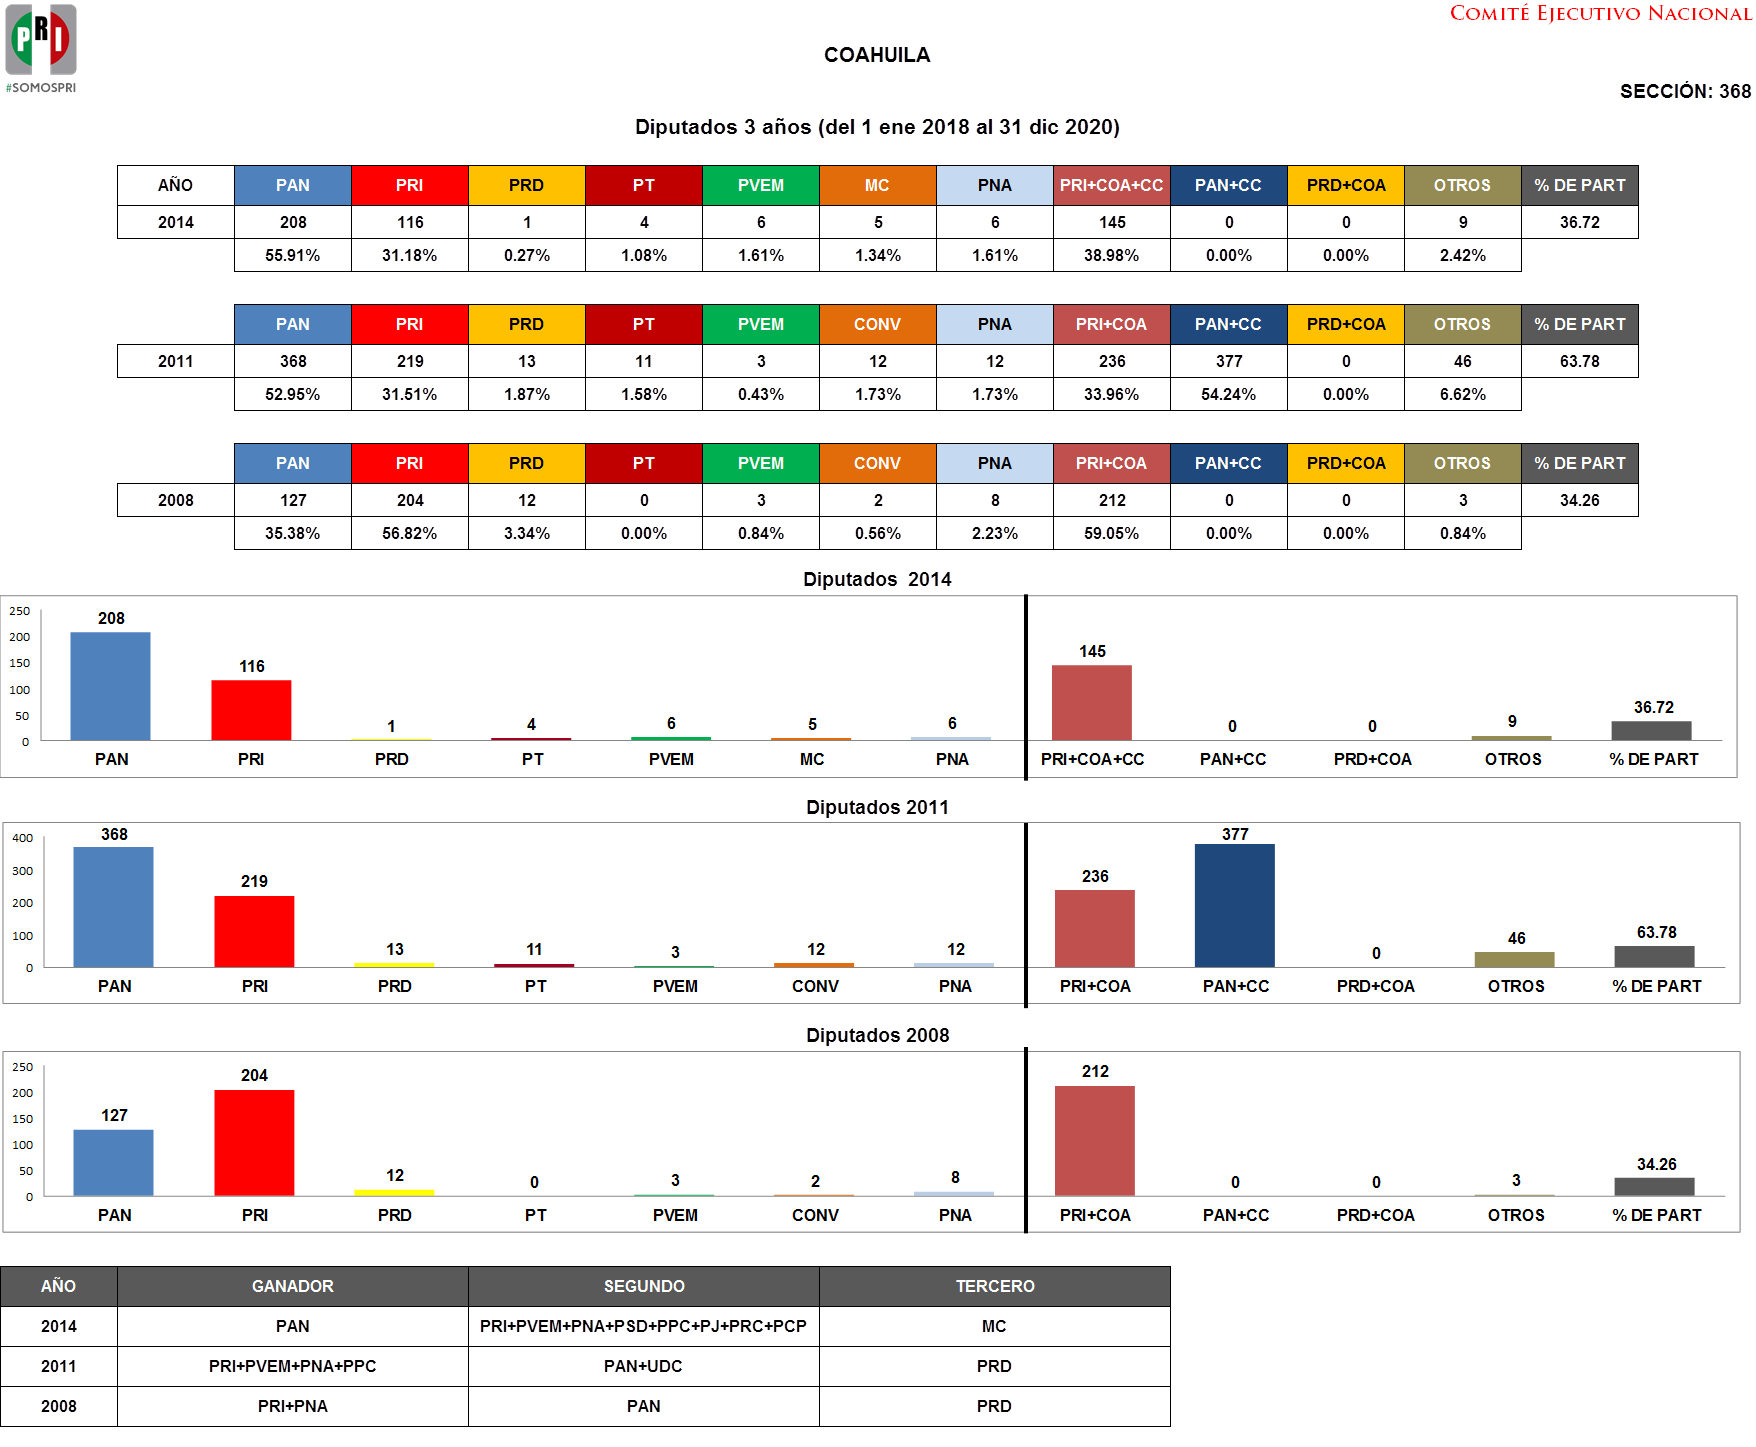 PRI
#SOMOSPRI
COMITÉ EJECUTIVO NACIONAL
COAHUILA
SECCIÓN: 368
Diputados 3 años (del 1 ene 2018 al 31 dic 2020)
AÑO PAN PRI PRD PT PVEM MC PNA PRI+COA+CC PAN+CC PRD+COA OTROS % DE PART
2014 208 116 1 4 6 5 6 145 0 0 9 36.72
55.91% 31.18% 0.27% 1.08% 1.61% 1.34% 1.61% 38.98% 0.00% 0.00% 2.42%
PAN PRI PRD PT PVEM CONV PNA PRI+COA PAN+CC PRD+COA OTROS % DE PART
2011 368 219 13 11 3 12 12 236 377 0 46 63.78
52.95% 31.51% 1.87% 1.58% 0.43% 1.73% 1.73% 33.96% 54.24% 0.00% 6.62%
PAN PRI PRD PT PVEM CONV PNA PRI+COA PAN+CC PRD+COA OTROS % DE PART
2008 127 204 12 0 3 2 8 212 0 0 3 34.26
35.38% 56.82% 3.34% 0.00% 0.84% 0.56% 2.23% 59.05% 0.00% 0.00% 0.84%
Diputados 2014
250
200
150
100
50
0
208 116 1 4 6 5 6 145 0 0 9 36.72
PAN PRI PRD PT PVEM MC PNA PRI+COA+CC PAN+CC PRD+COA OTROS % DE PART
Diputados 2011
400
300
200
100
0
368 219 13 11 3 12 12 236 377 0 46 63.78
PAN PRI PRD PT PVEM CONV PNA PRI+COA PAN+CC PRD+COA OTROS % DE PART
Diputados 2008
250
200
150
100
50
0
127 204 12 0 3 2 8 212 0 0 3 34.26
PAN PRI PRD PT PVEM CONV PNA PRI+COA PAN+CC PRD+COA OTROS % DE PART
AÑO GANADOR SEGUNDO TERCERO
2014 PAN PRI+PVEM+PNA+PSD+PPC+PJ+PRC+PCP MC
2011 PRI+PVEM+PNA+PPC PAN+UDC PRD
2008 PRI+PNA PAN PRD